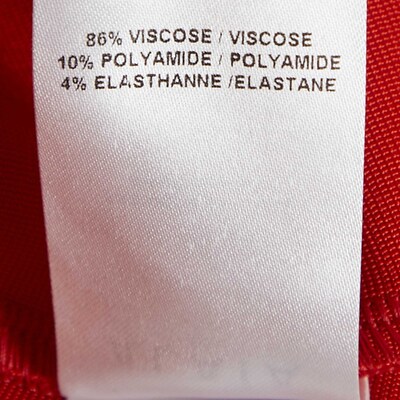 86% VISCOSE / VISCOSE
10% POLYAMIDE / POLYAMIDE
4% ELASTHANNE /ELASTANE